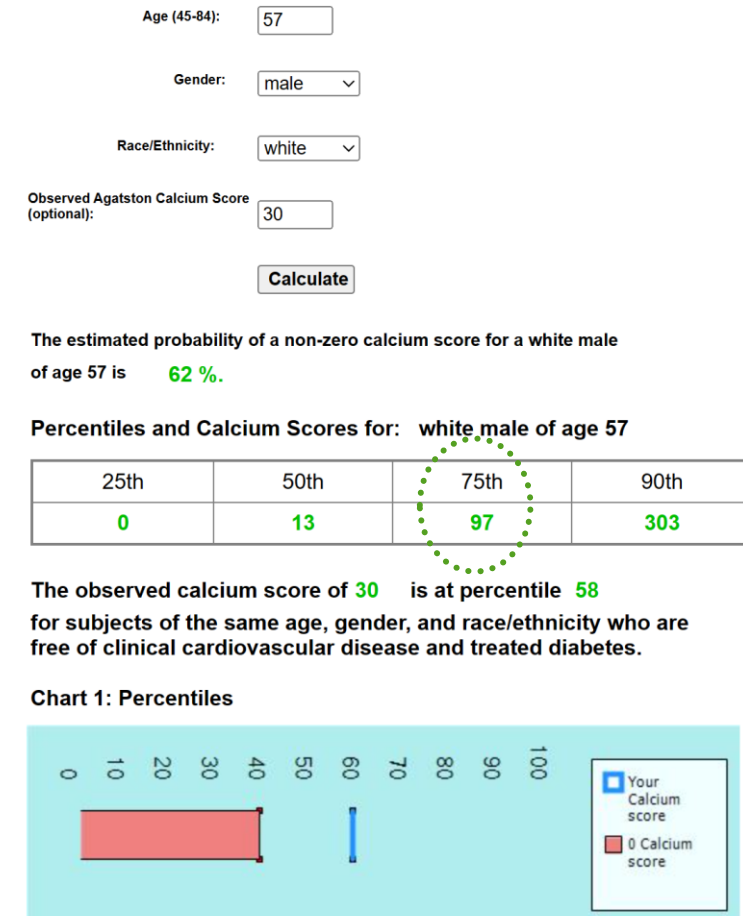 Age (45-84): 57
Gender: male
Race/Ethnicity: white
Observed Agatston Calcium Score
(optional): 30
Calculate
The estimated probability of a non-zero calcium score for a white male
of age 57 is 62 %.
Percentiles and Calcium Scores for: white male of age 57
25th 50th 75th 90th
0 13 97 303
The observed calcium score of 30 is at percentile 58
for subjects of the same age, gender, and race/ethnicity who are
free of clinical cardiovascular disease and treated diabetes.
Chart 1: Percentiles
0 10 20 30 40 50 60 70 80 90 100
Your
Calcium
score
0 Calcium
score